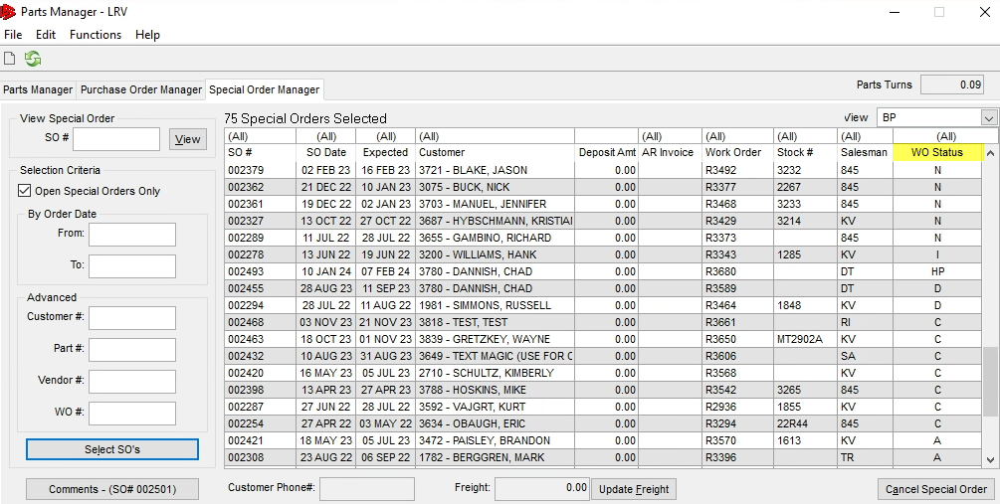 Parts Manager - LRV
File Edit Functions Help
Parts Manager Purchase Order Manager Special Order Manager
Parts Turns 0.09
View Special Order
SO #
View
Selection Criteria
Open Special Orders Only
By Order Date
From:
To:
Advanced
Customer #:
Part #:
Vendor #:
WO #:
Select SO's
Comments - (SO# 002501)
75 Special Orders Selected
View BP
(All) (All) (All) (All) (All) (All) (All) (All) (All)
SO # SO Date Expected Customer Deposit Amt AR Invoice Work Order Stock # Salesman WO Status
002379 02 FEB 23 16 FEB 23 3721 - BLAKE, JASON 0.00 R3492 3232 845 N
002362 21 DEC 22 10 JAN 23 3075 - BUCK, NICK 0.00 R3377 2267 845 N
002361 19 DEC 22 02 JAN 23 3703 - MANUEL, JENNIFER 0.00 R3468 3233 845 N
002327 13 OCT 22 27 OCT 22 3687 - HYBSCHMANN, KRISTIAN 0.00 R3429 3214 KV N
002289 11 JUL 22 28 JUL 22 3655 - GAMBINO, RICHARD 0.00 R3373 845 N
002278 13 JUN 22 19 JUN 22 3200 - WILLIAMS, HANK 0.00 R3343 1285 KV I
002493 10 JAN 24 07 FEB 24 3780 - DANNISH, CHAD 0.00 R3680 DT HP
002455 28 AUG 23 11 SEP 23 3780 - DANNISH, CHAD 0.00 R3589 DT D
002294 28 JUL 22 11 AUG 22 1981 - SIMMONS, RUSSELL 0.00 R3464 1848 KV D
002468 03 NOV 23 21 NOV 23 3818 - TEST, TEST 0.00 R3661 RI C
002463 18 OCT 23 01 NOV 23 3839 - GRETZKEY, WAYNE 0.00 R3650 MT2902A KV C
002432 10 AUG 23 31 AUG 23 3649 - TEXT MAGIC (USE FOR C 0.00 R3606 SA C
002420 16 MAY 23 05 JUL 23 2710 - SCHULTZ, KIMBERLY 0.00 R3568 KV C
002398 13 APR 23 27 APR 23 3788 - HOSKINS, MIKE 0.00 R3542 3265 845 C
002287 27 JUN 22 28 JUL 22 3592 - VAJGRT, KURT 0.00 R2936 1855 KV C
002254 27 APR 22 03 MAY 22 3634 - OBAUGH, ERIC 0.00 R3294 22R44 845 C
002421 18 MAY 23 05 JUL 23 3472 - PAISLEY, BRANDON 0.00 R3570 1613 KV A
002308 23 AUG 22 06 SEP 22 1782 - BERGGREN, MARK 0.00 R3396 TR A
Customer Phone#: Freight: 0.00 Update Freight Cancel Special Order